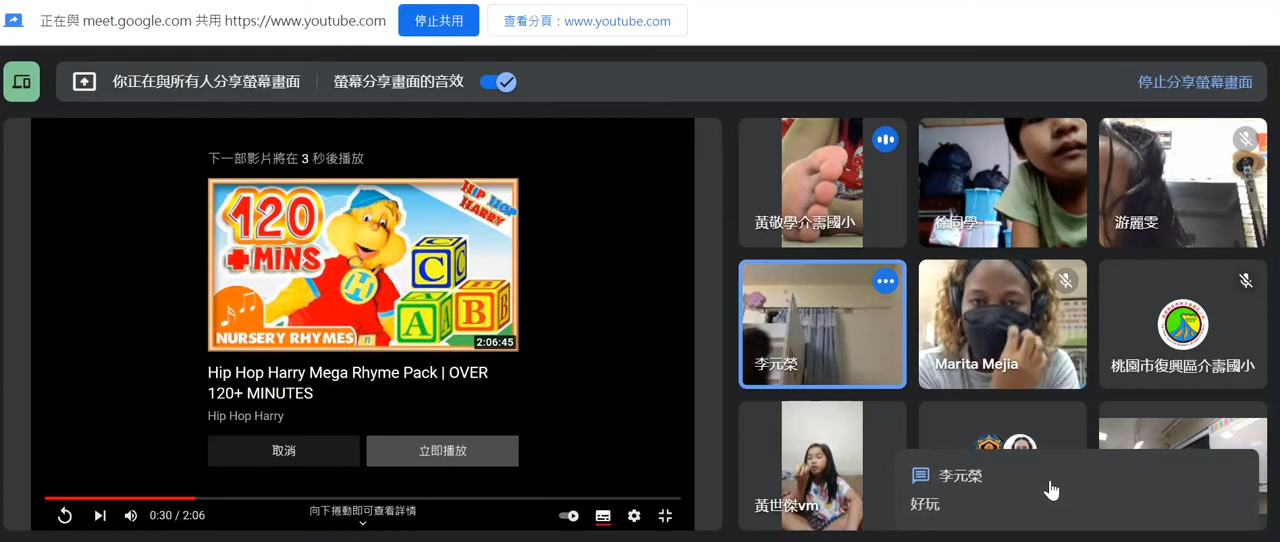 正在與 meet.google.com 共用 https://www.youtube.com
停止共用
查看分頁：www.youtube.com
你正在與所有人分享螢幕畫面
螢幕分享畫面的音效
停止分享螢幕畫面
下一部影片將在 3 秒後播放
120
+MINS
HIP HOP
HARRY
H
C
A
B
NURSERY RHYMES
2:06:45
Hip Hop Harry Mega Rhyme Pack | OVER
120+ MINUTES
Hip Hop Harry
取消
立即播放
0:30 / 2:06
向下捲動即可查看詳情
黃敬學介壽國小
徐同學
游麗雯
李元榮
Marita Mejia
桃園市復興區介壽國小
黃世傑vm
李元榮
好玩